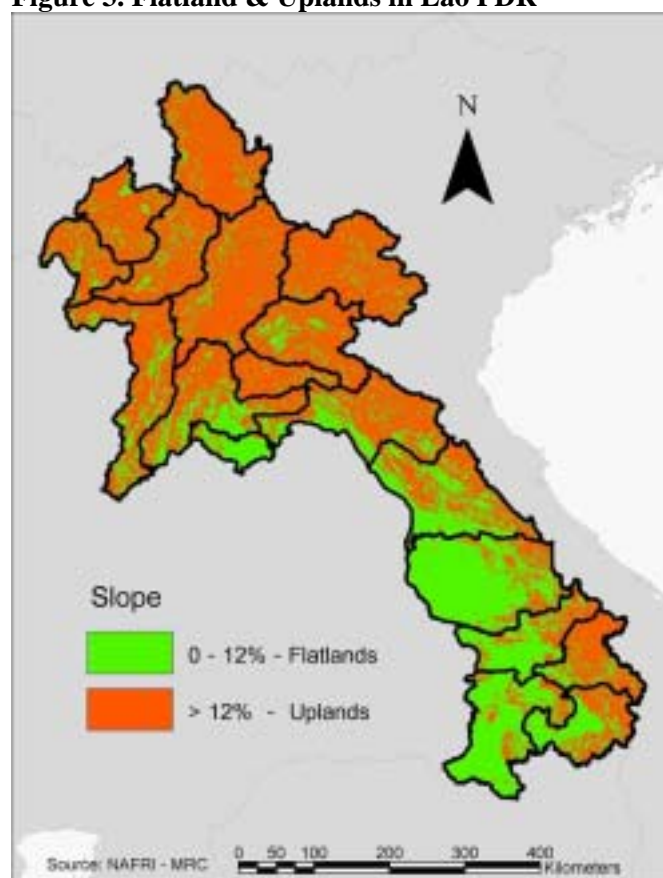 Figure 3. Flatland & Uplands in Lao PDR
N
Slope
0 - 12% - Flatlands
> 12% - Uplands
Source: NAFRI - MRC
0 50 100 200 300 400
Kilometers